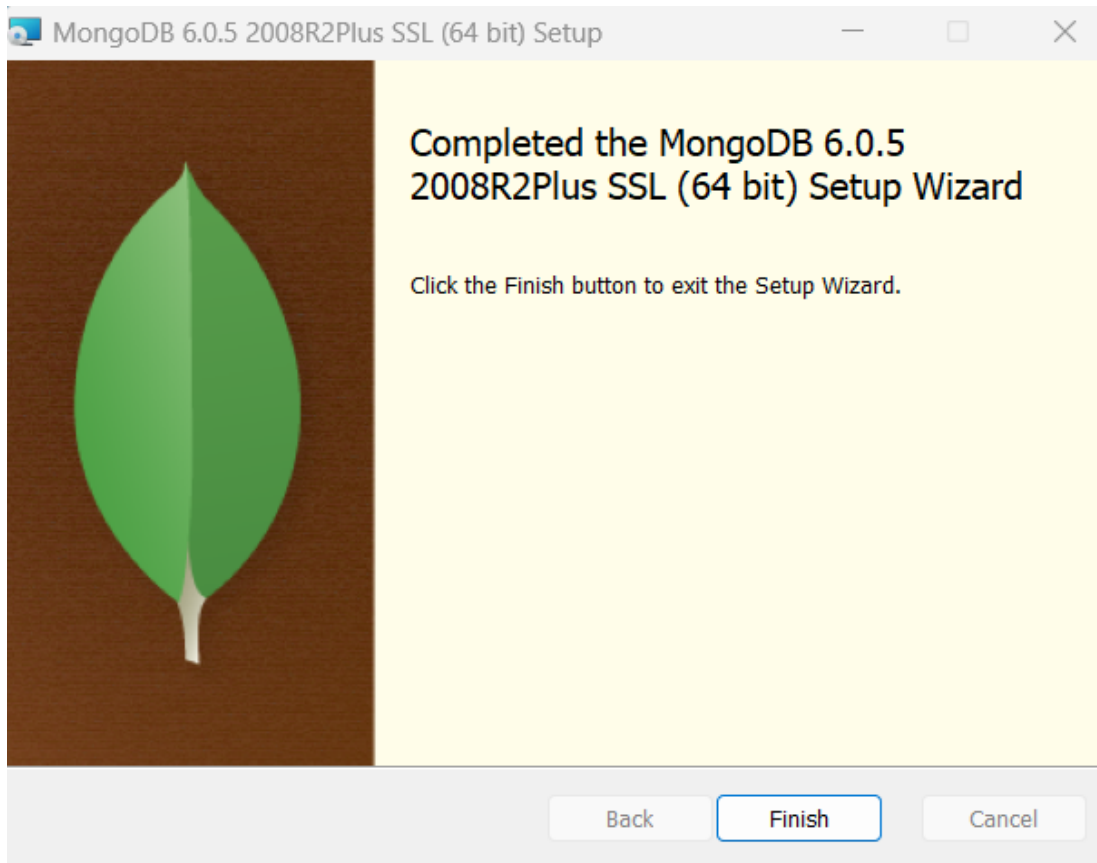 MongoDB 6.0.5 2008R2Plus SSL (64 bit) Setup
Completed the MongoDB 6.0.5
2008R2Plus SSL (64 bit) Setup Wizard
Click the Finish button to exit the Setup Wizard.
Back
Finish
Cancel